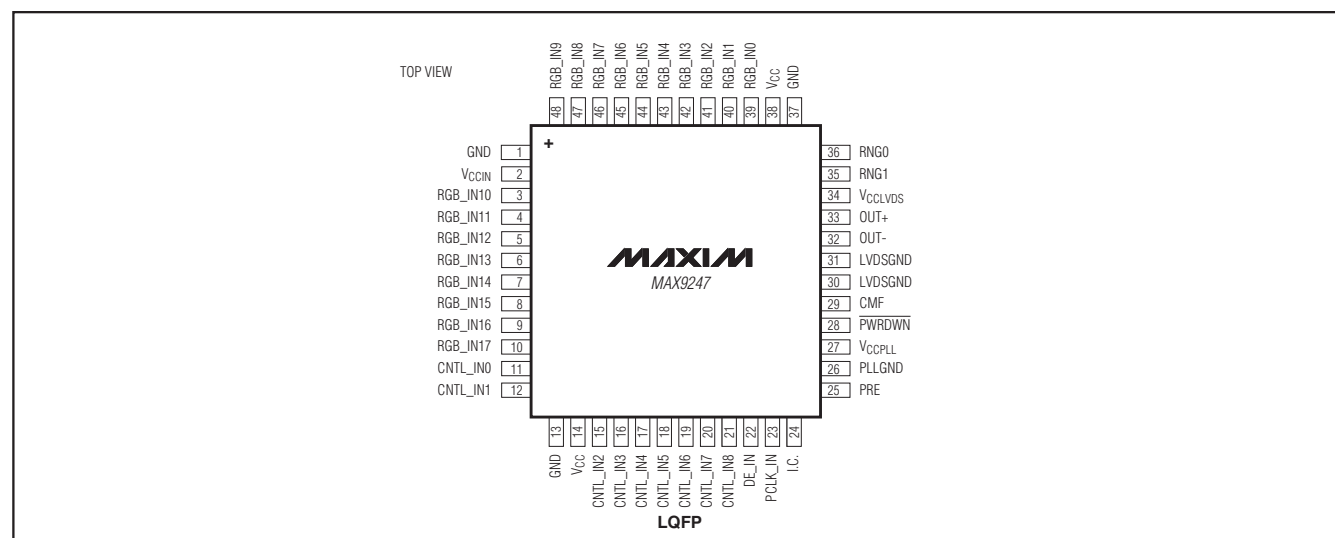 TOP VIEW
RGB_IN9
RGB_IN8
RGB_IN7
RGB_IN6
RGB_IN5
RGB_IN4
RGB_IN3
RGB_IN2
RGB_IN1
RGB_IN0
VCC
GND
48
47
46
45
44
43
42
41
40
39
38
37
+
GND 1
VCCIN 2
RGB_IN10 3
RGB_IN11 4
RGB_IN12 5
RGB_IN13 6
RGB_IN14 7
RGB_IN15 8
RGB_IN16 9
RGB_IN17 10
CNTL_IN0 11
CNTL_IN1 12
MAXIM
MAX9247
36 RNG0
35 RNG1
34 VCCLVDS
33 OUT+
32 OUT-
31 LVDSGND
30 LVDSGND
29 CMF
28 PWRDWN
27 VCCPLL
26 PLLGND
25 PRE
13
14
15
16
17
18
19
20
21
22
23
24
GND
VCC
CNTL_IN2
CNTL_IN3
CNTL_IN4
CNTL_IN5
CNTL_IN6
CNTL_IN7
CNTL_IN8
DE_IN
PCLK_IN
I.C.
LQFP